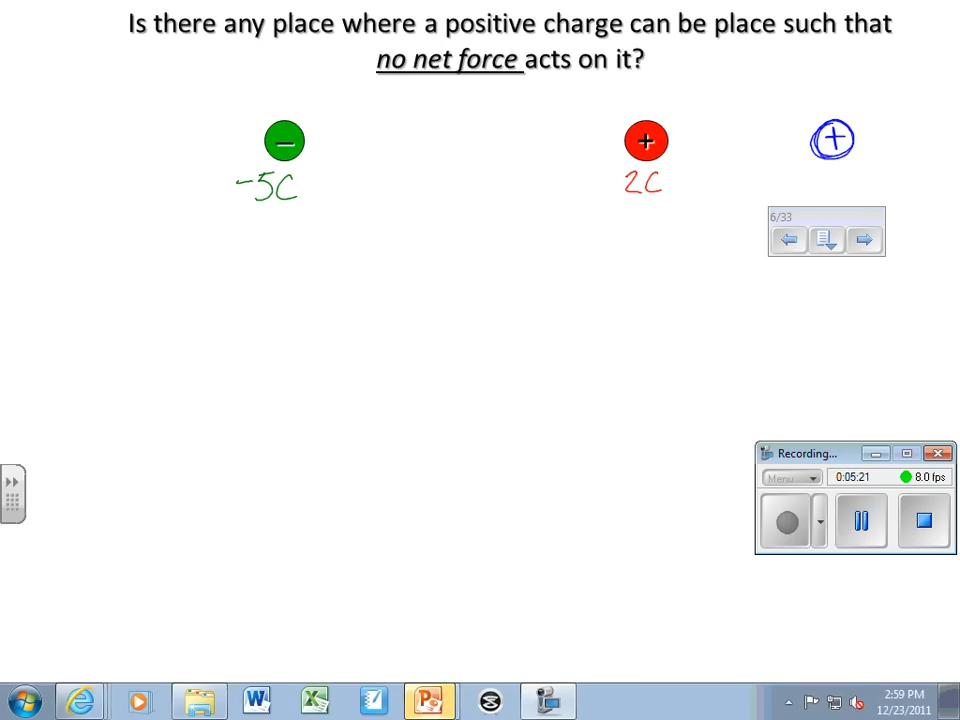 Is there any place where a positive charge can be place such that
no net force acts on it?
– + +
-5C 2C
6/33
Recording...
Menu 0:05:21 8.0 fps
2:59 PM
12/23/2011